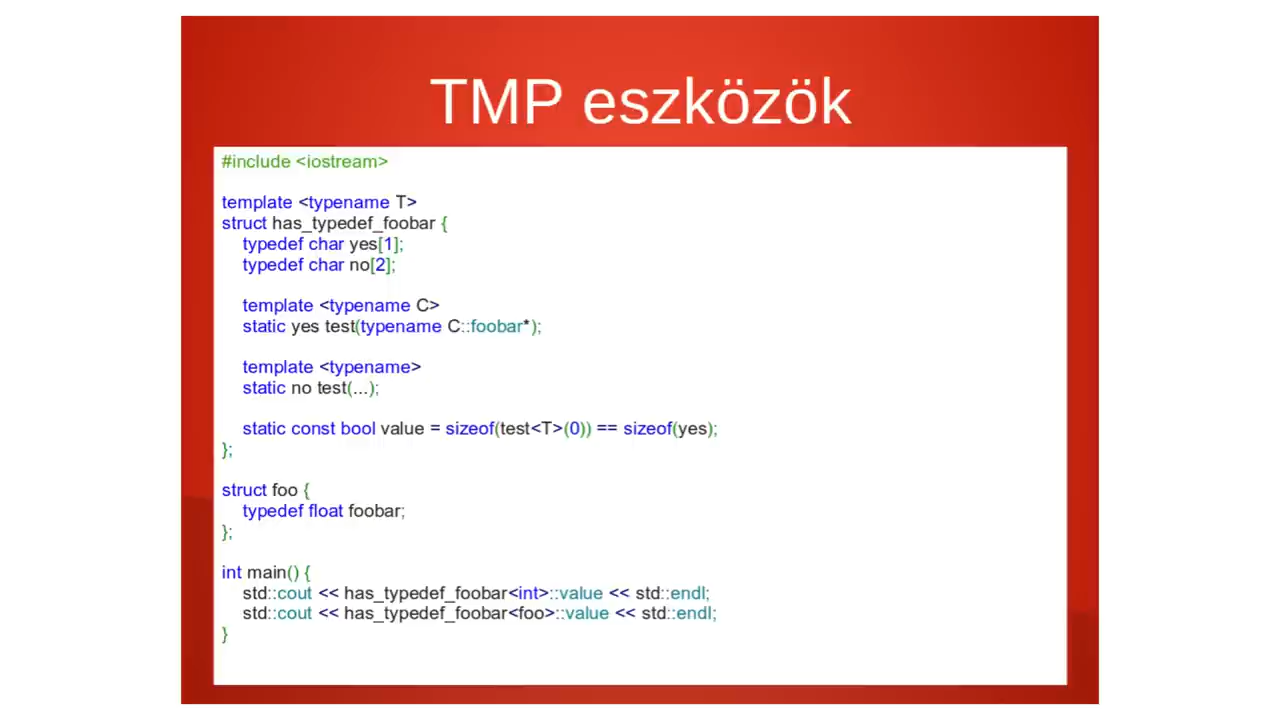 TMP eszközök
#include <iostream>
template <typename T>
struct has_typedef_foobar {
typedef char yes[1];
typedef char no[2];
template <typename C>
static yes test(typename C::foobar*);
template <typename>
static no test(...);
static const bool value = sizeof(test<T>(0)) == sizeof(yes);
};
struct foo {
typedef float foobar;
};
int main() {
std::cout << has_typedef_foobar<int>::value << std::endl;
std::cout << has_typedef_foobar<foo>::value << std::endl;
}